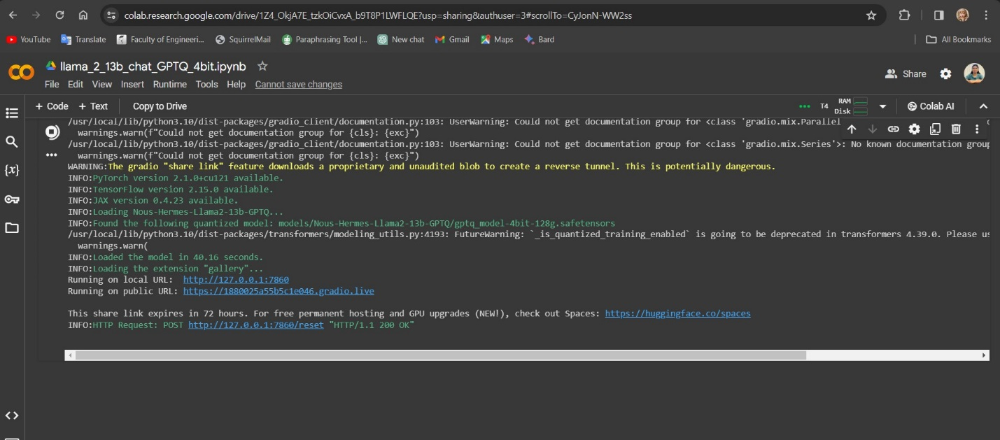 colab.research.google.com/drive/1Z4_OkjA7E_tzkOiCvxA_b9T8P1LWFLQE?usp=sharing&authuser=3#scrollTo=CyJonN-WW2ss
YouTube Translate Faculty of Engineeri... SquirrelMail Paraphrasing Tool |... New chat Gmail Maps Bard All Bookmarks
llama_2_13b_chat_GPTQ_4bit.ipynb
Share
File Edit View Insert Runtime Tools Help Cannot save changes
+ Code + Text Copy to Drive T4 RAM Disk Colab AI
/usr/local/lib/python3.10/dist-packages/gradio_client/documentation.py:103: UserWarning: Could not get documentation group for <class 'gradio.mix.Parallel
warnings.warn(f"Could not get documentation group for {cls}: {exc}")
/usr/local/lib/python3.10/dist-packages/gradio_client/documentation.py:103: UserWarning: Could not get documentation group for <class 'gradio.mix.Series'>: No known documentation group
warnings.warn(f"Could not get documentation group for {cls}: {exc}")
WARNING:The gradio "share link" feature downloads a proprietary and unaudited blob to create a reverse tunnel. This is potentially dangerous.
INFO:PyTorch version 2.1.0+cu121 available.
INFO:TensorFlow version 2.15.0 available.
INFO:JAX version 0.4.23 available.
INFO:Loading Nous-Hermes-Llama2-13b-GPTQ...
INFO:Found the following quantized model: models/Nous-Hermes-Llama2-13b-GPTQ/gptq_model-4bit-128g.safetensors
/usr/local/lib/python3.10/dist-packages/transformers/modeling_utils.py:4193: FutureWarning: `_is_quantized_training_enabled` is going to be deprecated in transformers 4.39.0. Please us
warnings.warn(
INFO:Loaded the model in 40.16 seconds.
INFO:Loading the extension "gallery"...
Running on local URL: http://127.0.0.1:7860
Running on public URL: https://1880025a55b5c1e046.gradio.live
This share link expires in 72 hours. For free permanent hosting and GPU upgrades (NEW!), check out Spaces: https://huggingface.co/spaces
INFO:HTTP Request: POST http://127.0.0.1:7860/reset "HTTP/1.1 200 OK"